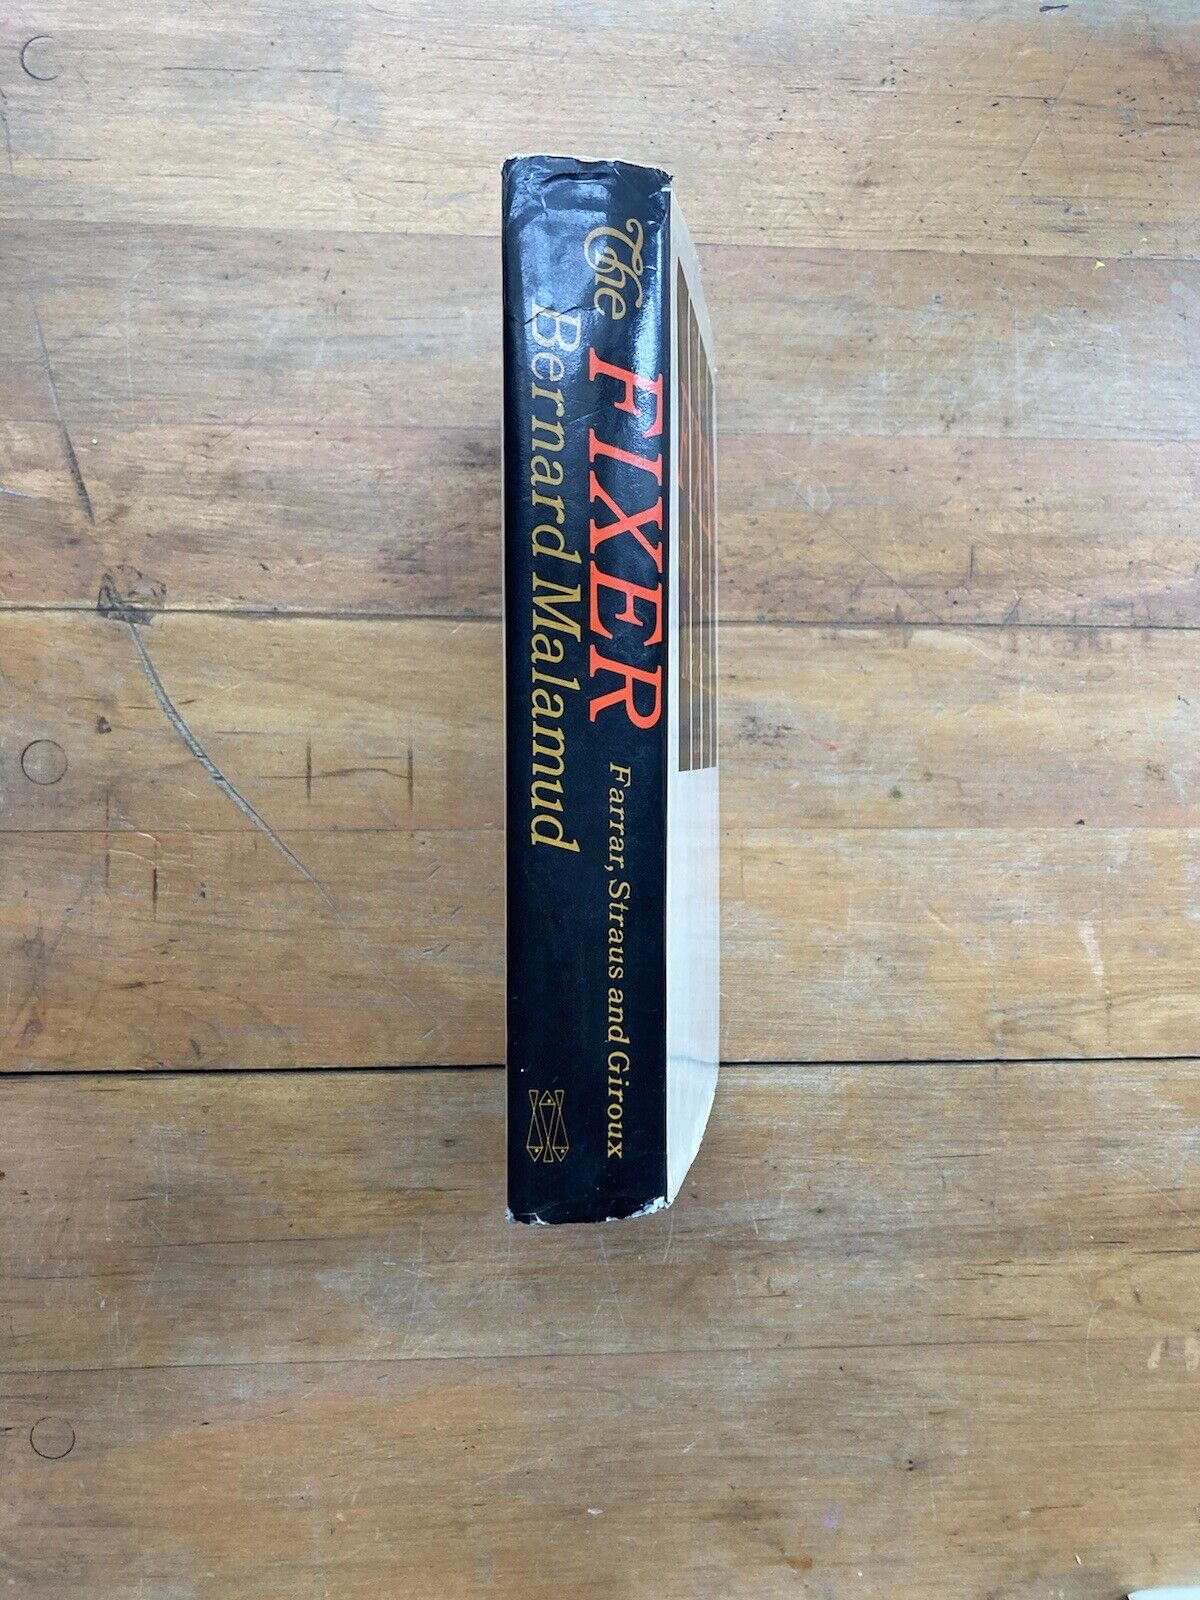 The FIXER
Bernard Malamud
Farrar, Straus and Giroux